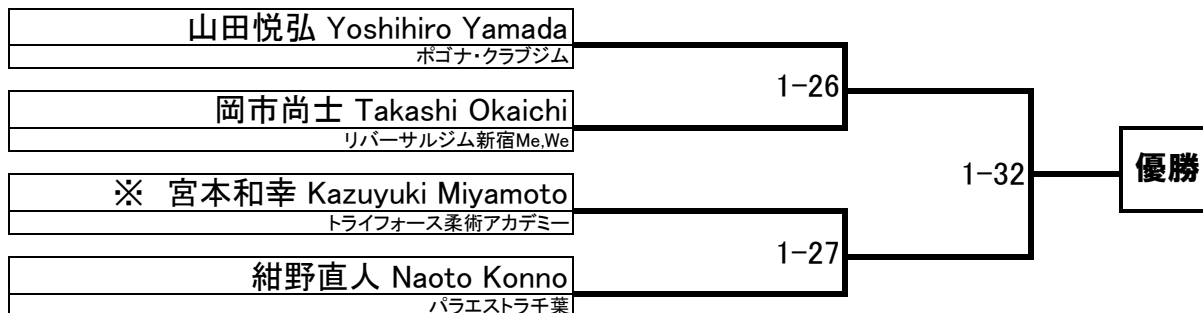 山田悦弘 Yoshihiro Yamada
ポゴナ・クラブジム
1-26
岡市尚士 Takashi Okaichi
リバーサルジム新宿Me,We
1-32
優勝
※ 宮本和幸 Kazuyuki Miyamoto
トライフォース柔術アカデミー
1-27
紺野直人 Naoto Konno
パラエストラ千葉